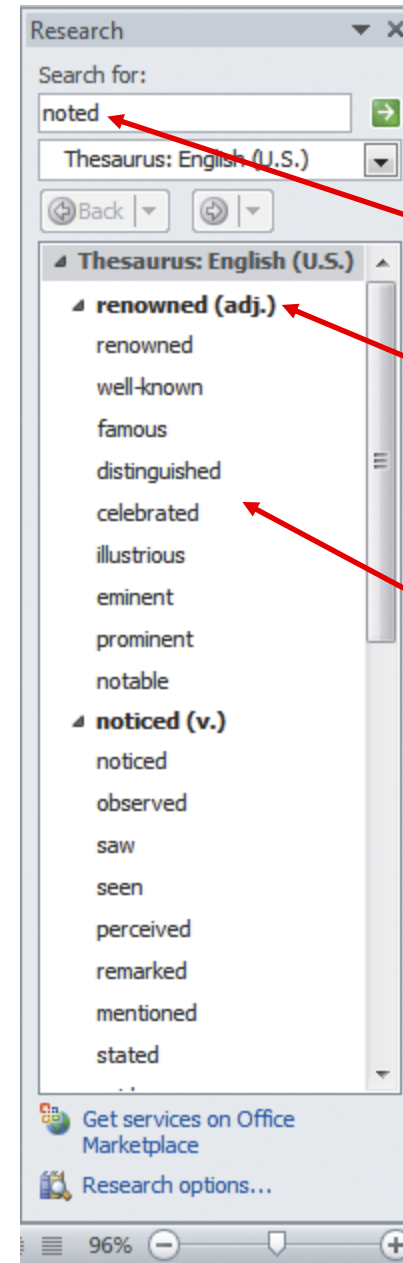 Research
Search for:
noted
Thesaurus: English (U.S.)
Back
Thesaurus: English (U.S.)
renowned (adj.)
renowned
well-known
famous
distinguished
celebrated
illustrious
eminent
prominent
notable
noticed (v.)
noticed
observed
saw
seen
perceived
remarked
mentioned
stated
Get services on Office
Marketplace
Research options...
96%